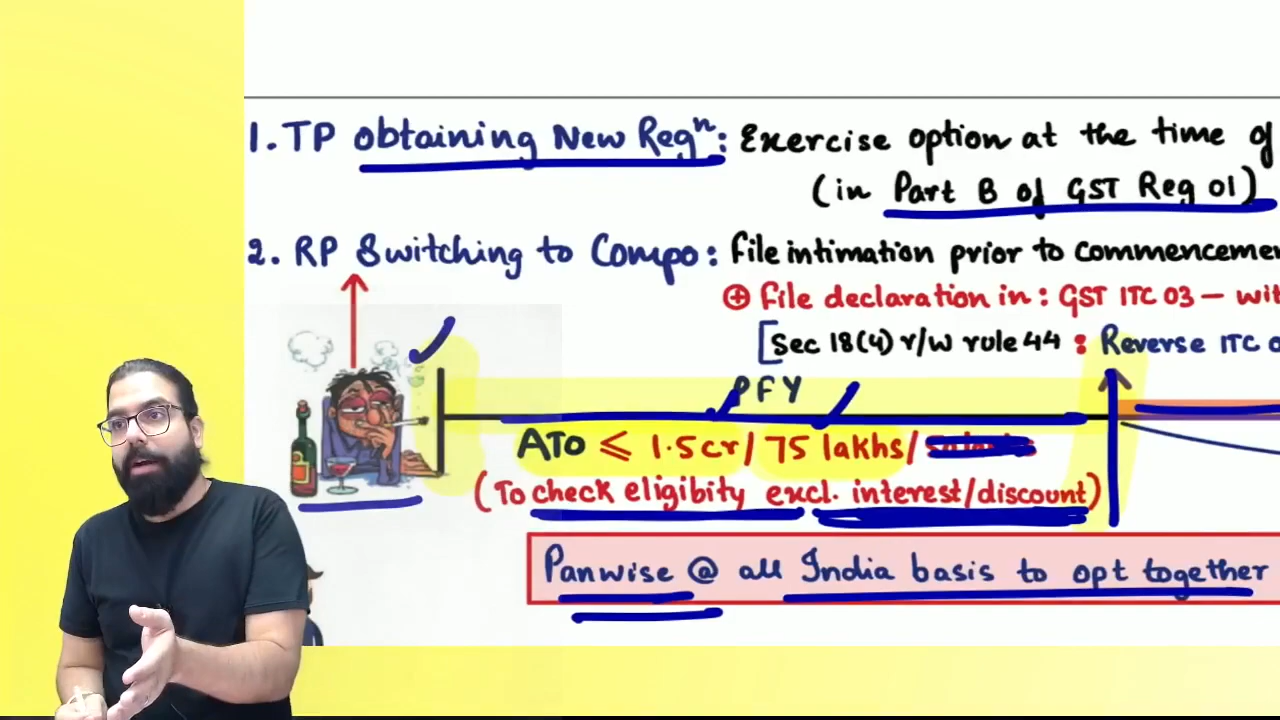 1. TP obtaining New Regⁿ: Exercise option at the time of
(in Part B of GST Reg 01)
2. RP Switching to Compo: file intimation prior to commencemen
⊕ file declaration in: GST ITC 03 – wit
[Sec 18(4) r/w rule 44 : Reverse ITC o
PFY
ATO ≤ 1.5cr/ 75 lakhs/
(To check eligibity excl. interest/discount)
Panwise @ all India basis to opt together